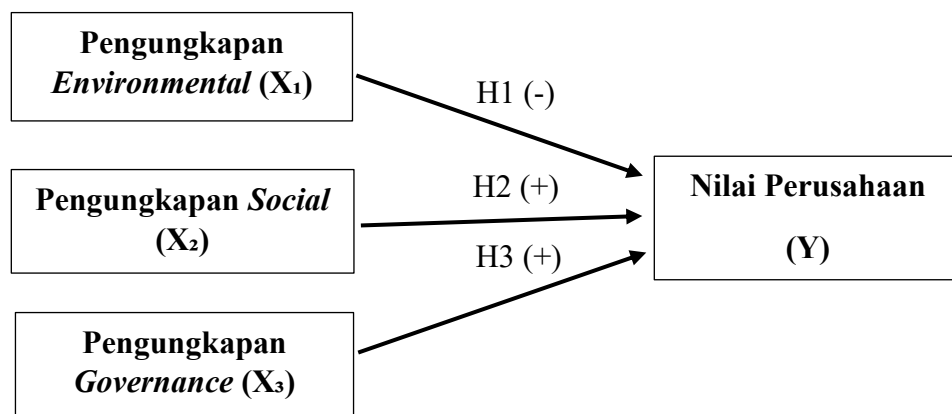 Pengungkapan
Environmental (X₁)
H1 (-)
Pengungkapan Social
(X₂)
H2 (+)
Nilai Perusahaan
(Y)
H3 (+)
Pengungkapan
Governance (X₃)